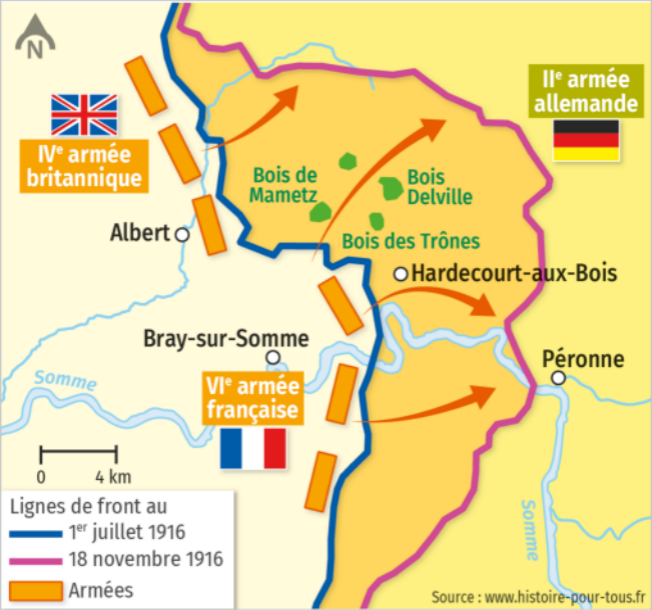 N
IIe armée
allemande
IVe armée
britannique
Bois de
Mametz
Bois
Delville
Albert
Bois des Trônes
Hardecourt-aux-Bois
Bray-sur-Somme
Péronne
Somme
VIe armée
française
0 4 km
Somme
Lignes de front au
1er juillet 1916
18 novembre 1916
Armées
Source : www.histoire-pour-tous.fr